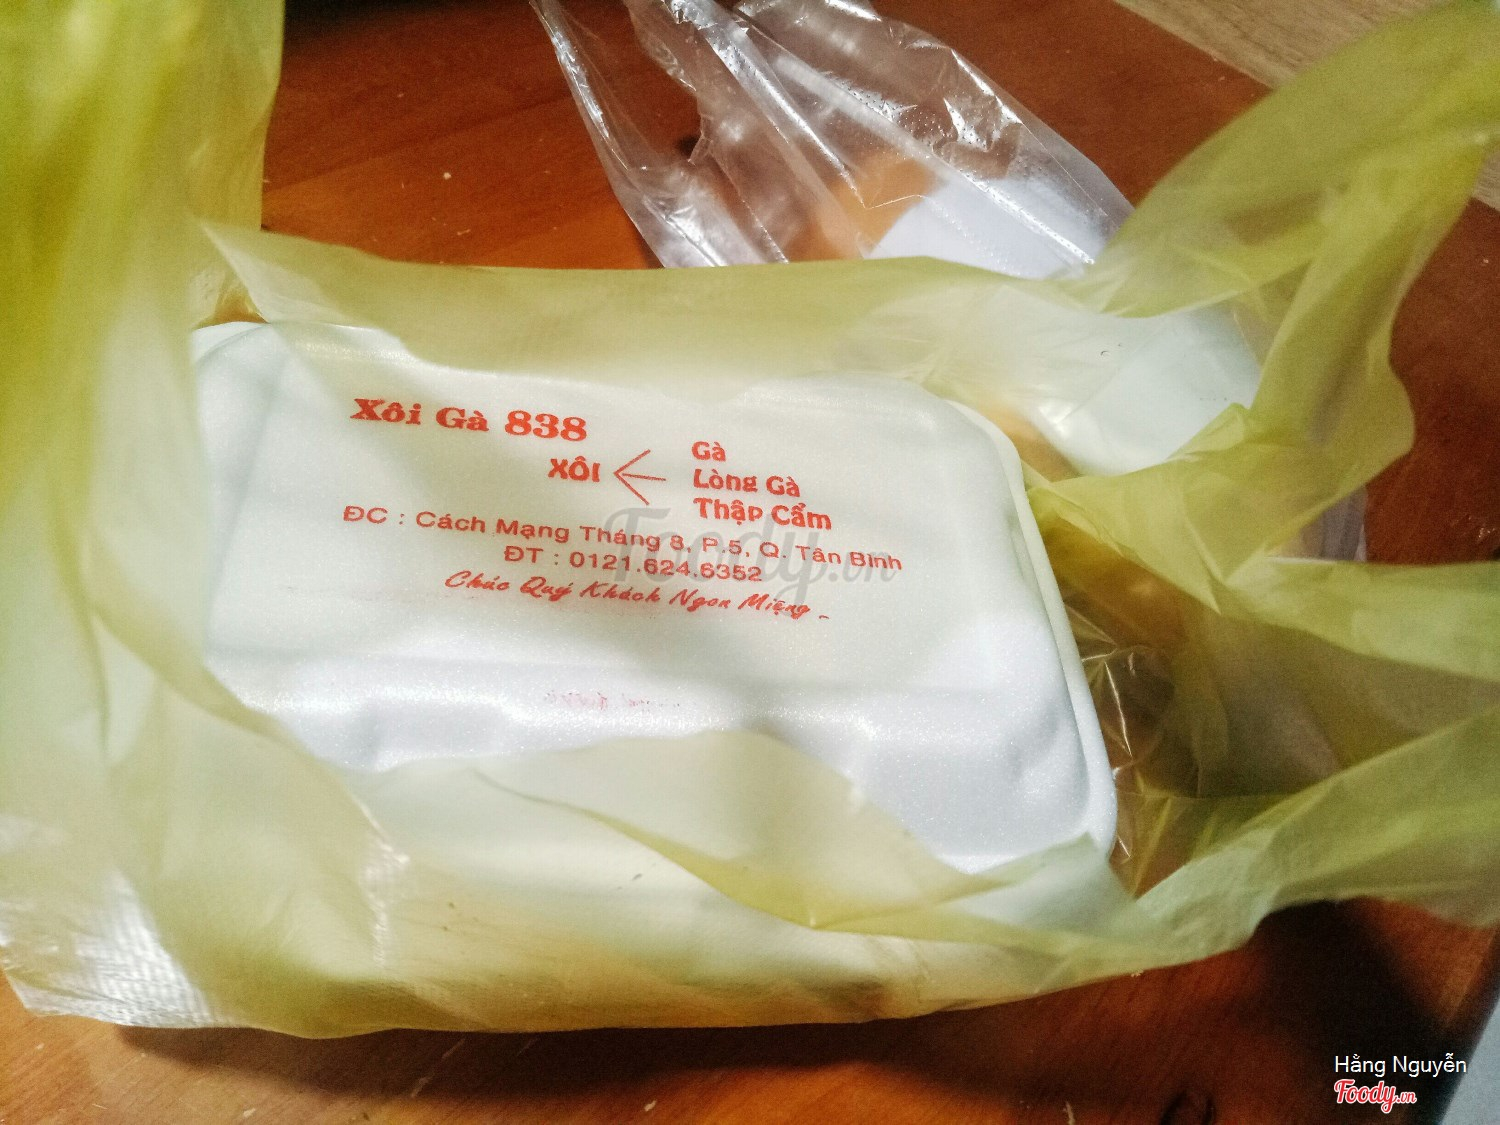 Xôi Gà 838
XÔI
Gà
Lòng Gà
Thập Cẩm
ĐC : Cách Mạng Tháng 8, P.5, Q. Tân Bình
ĐT : 0121.624.6352
Chúc Quý Khách Ngon Miệng
Foody.vn
Hằng Nguyễn
Foody.vn